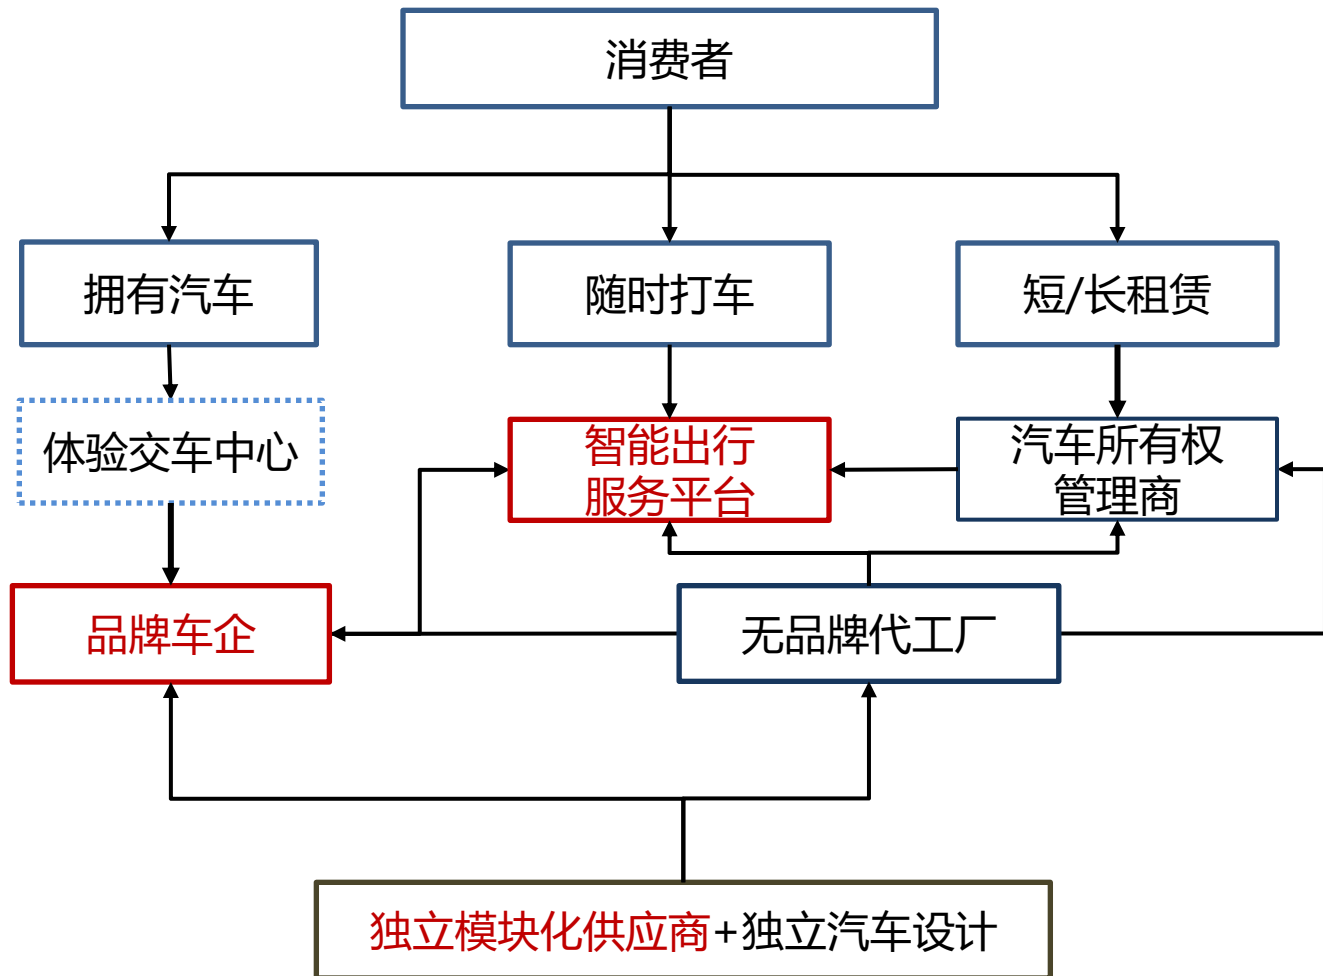 消费者
拥有汽车
随时打车
短/长租赁
体验交车中心
智能出行
服务平台
汽车所有权
管理商
品牌车企
无品牌代工厂
独立模块化供应商+独立汽车设计